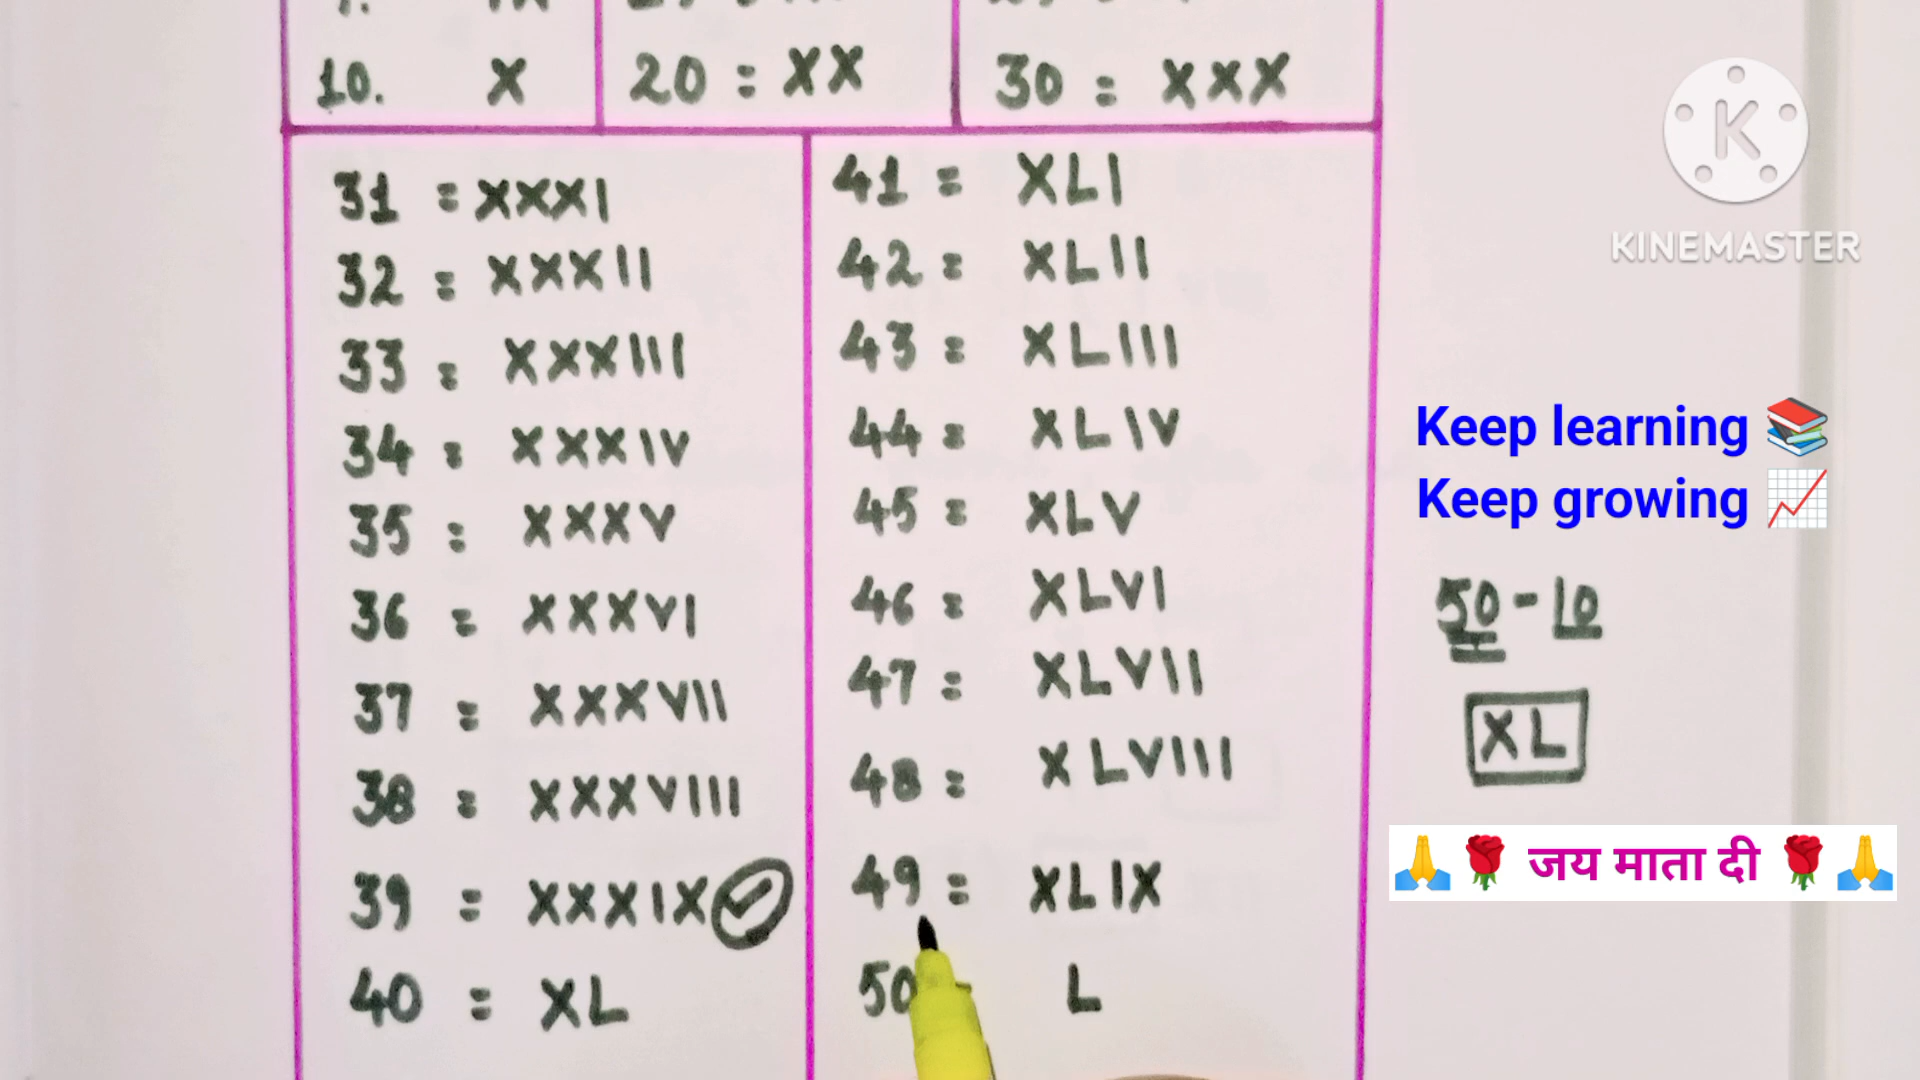 10. X
20 = XX
30 = XXX
31 = XXXI
32 = XXXII
33 = XXXIII
34 = XXXIV
35 = XXXV
36 = XXXVI
37 = XXXVII
38 = XXXVIII
39 = XXXIX
40 = XL
41 = XLI
42 = XLII
43 = XLIII
44 = XLIV
45 = XLV
46 = XLVI
47 = XLVII
48 = XLVIII
49 = XLIX
50 L
K
KINEMASTER
Keep learning 📚
Keep growing 📈
50 - 10
XL
🙏🌹 जय माता दी 🌹🙏